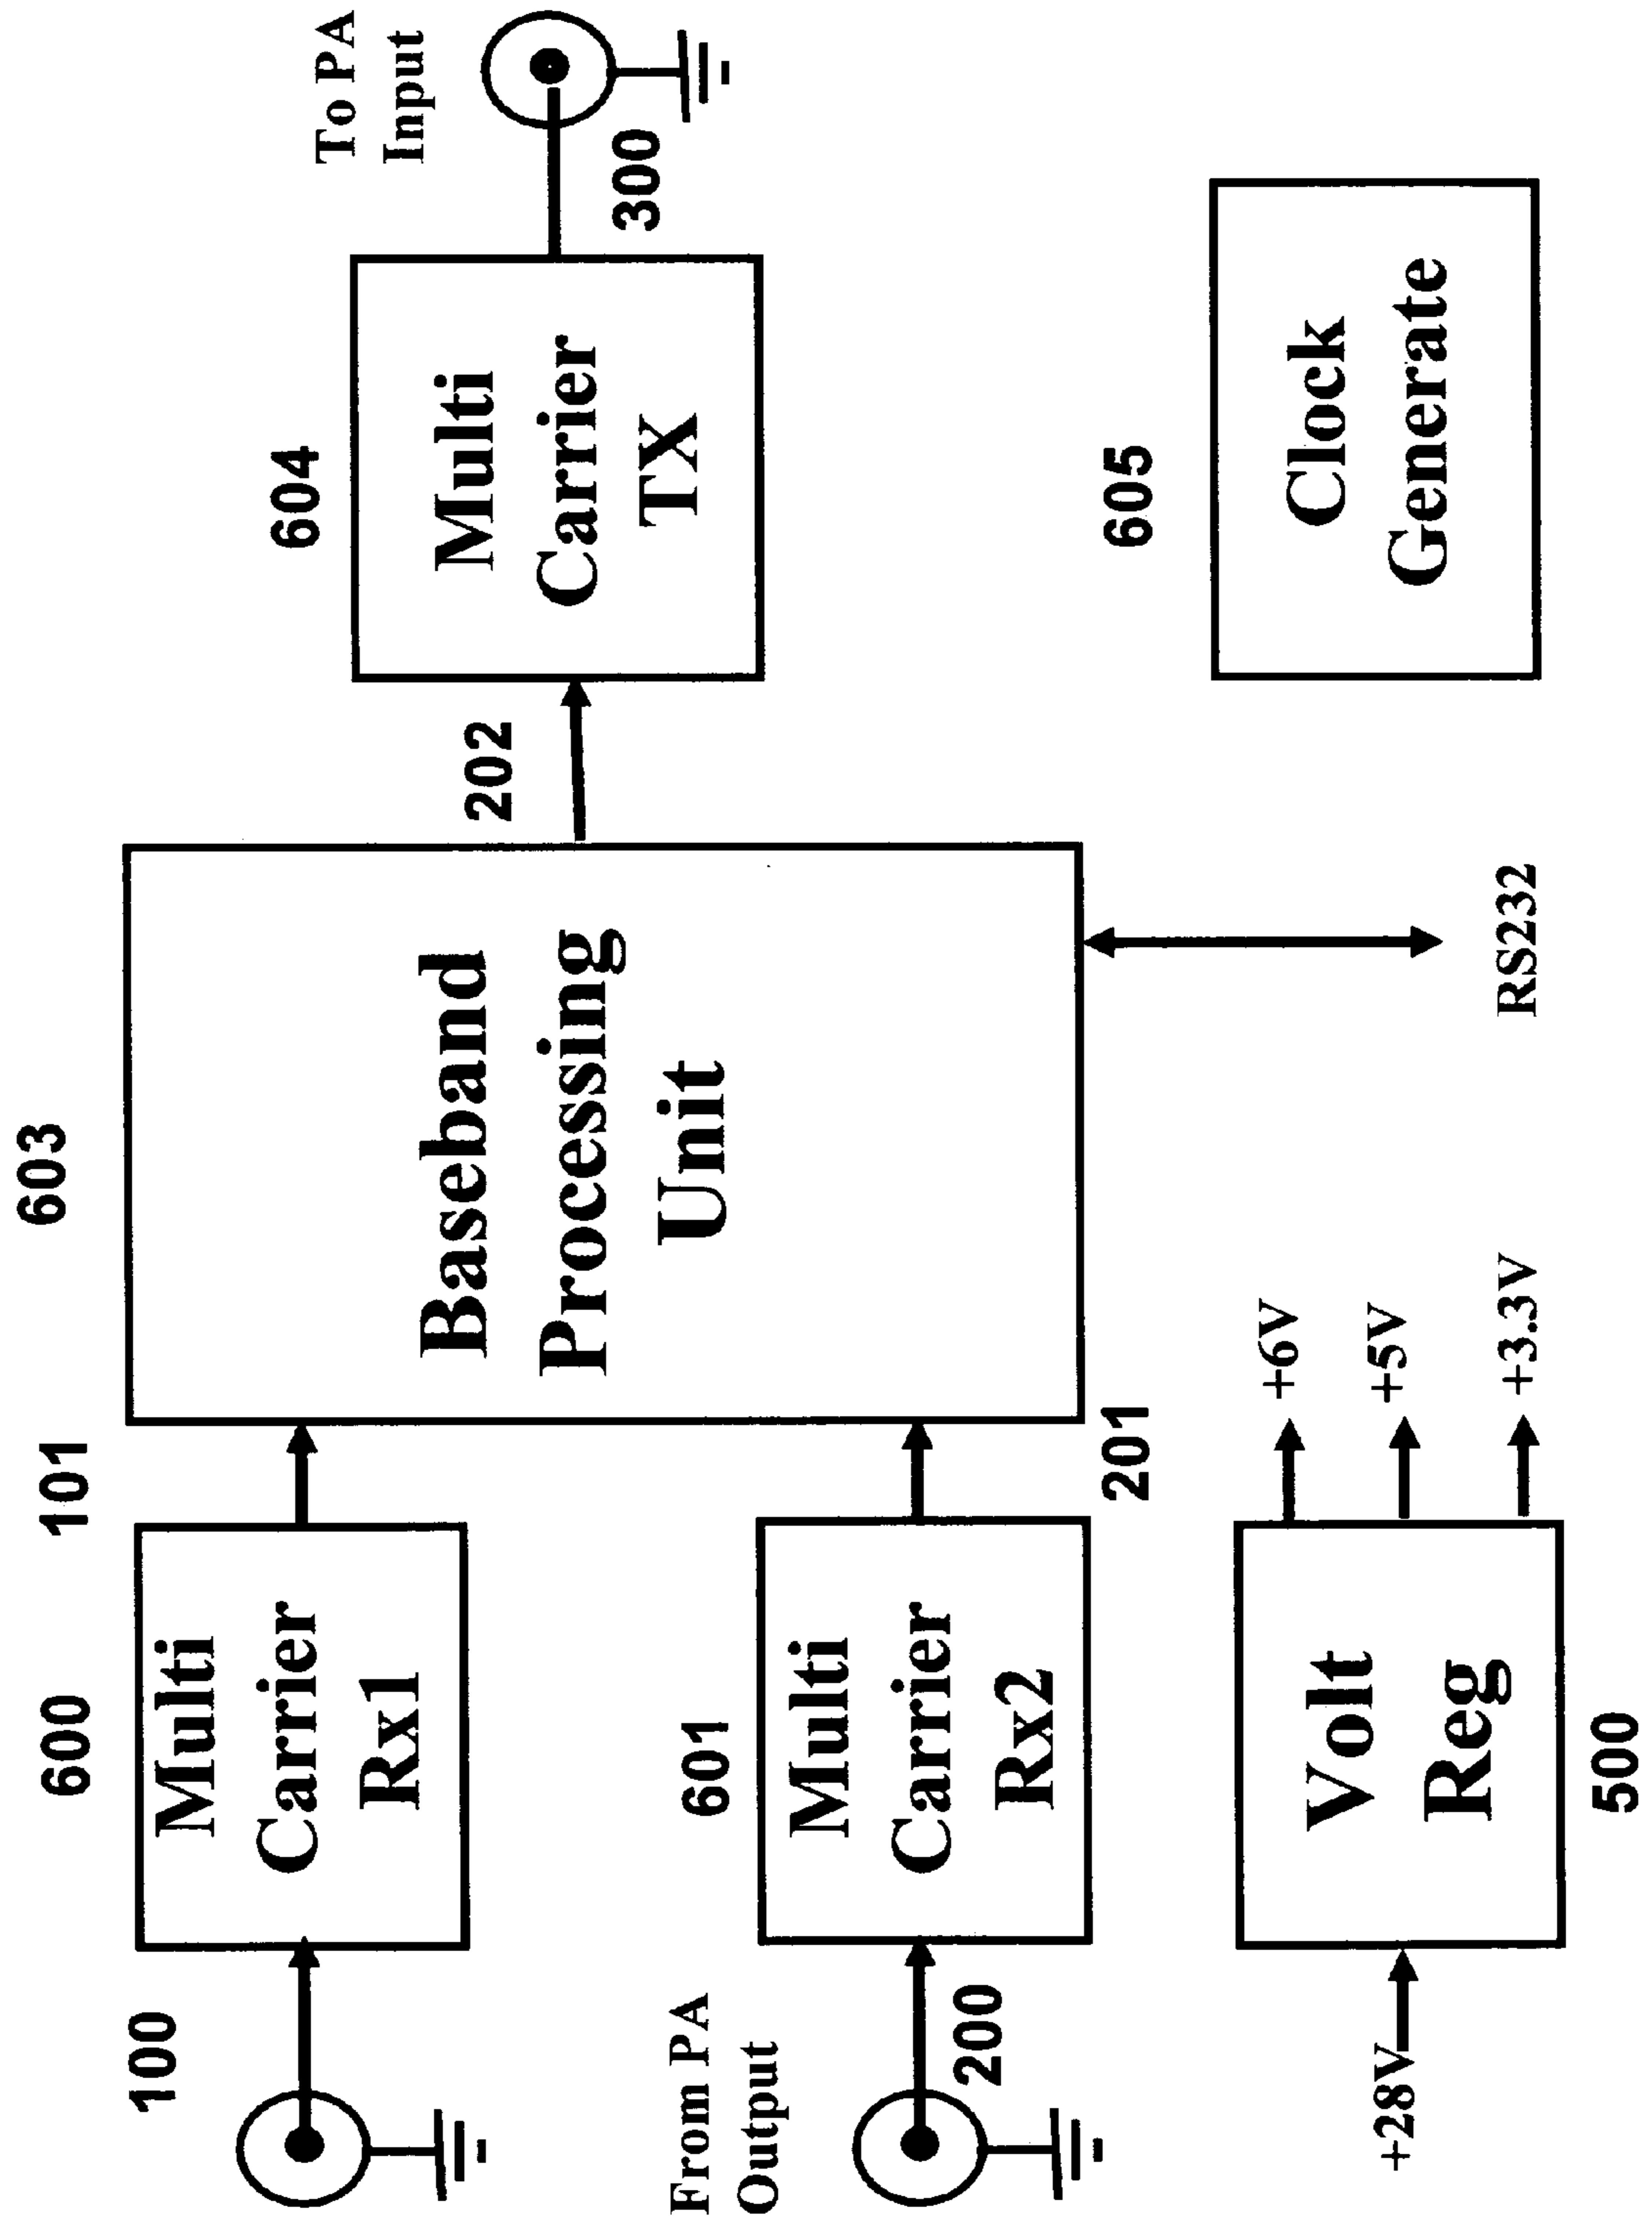 603
600
101
100
Multi
Carrier
Rx1
Baseband
Processing
Unit
202
604
Multi
Carrier
TX
To PA
Input
300
From PA
Output
601
200
Multi
Carrier
Rx2
201
605
Clock
Generate
+28V
Volt
Reg
500
+6V
+5V
+3.3V
RS232